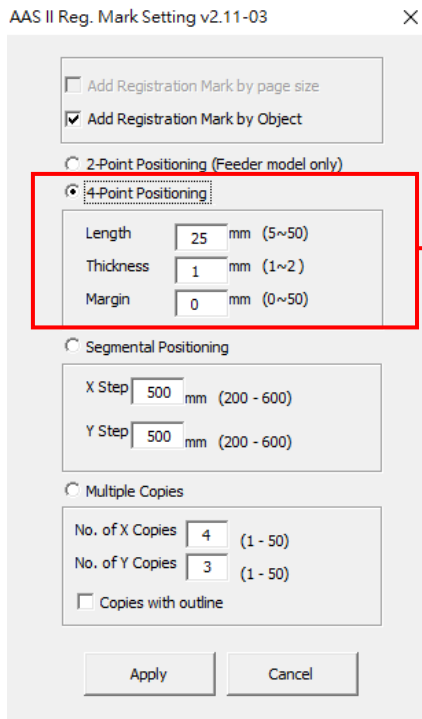 AAS II Reg. Mark Setting v2.11-03
Add Registration Mark by page size
Add Registration Mark by Object
2-Point Positioning (Feeder model only)
4-Point Positioning
Length 25 mm (5~50)
Thickness 1 mm (1~2 )
Margin 0 mm (0~50)
Segmental Positioning
X Step 500 mm (200 - 600)
Y Step 500 mm (200 - 600)
Multiple Copies
No. of X Copies 4 (1 - 50)
No. of Y Copies 3 (1 - 50)
Copies with outline
Apply Cancel